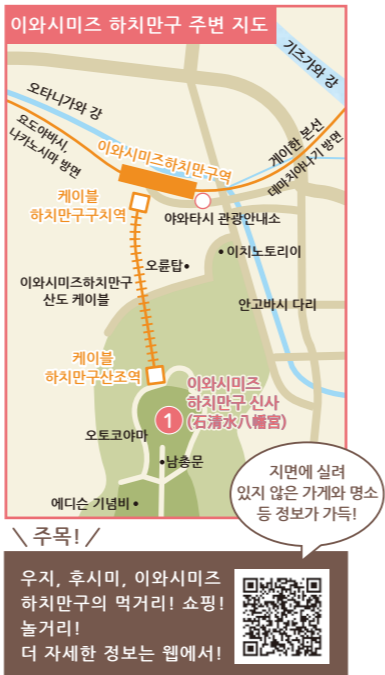 이와시미즈 하치만구 주변 지도
기즈가와 강
오타니가와 강
요도야바시,
나카노시마 방면
이와시미즈하치만구역
게이한 본선
데마치야나기 방면
케이블
하치만구구치역
야와타시 관광안내소
오륜탑
이치노토리이
이와시미즈하치만구
산도 케이블
안고바시 다리
케이블
하치만구산조역
이와시미즈
하치만구 신사
(石清水八幡宮)
1
오토코야마
남총문
에디슨 기념비
지면에 실려
있지 않은 가게와 명소
등 정보가 가득!
주목!
우지, 후시미, 이와시미즈
하치만구의 먹거리! 쇼핑!
놀거리!
더 자세한 정보는 웹에서!